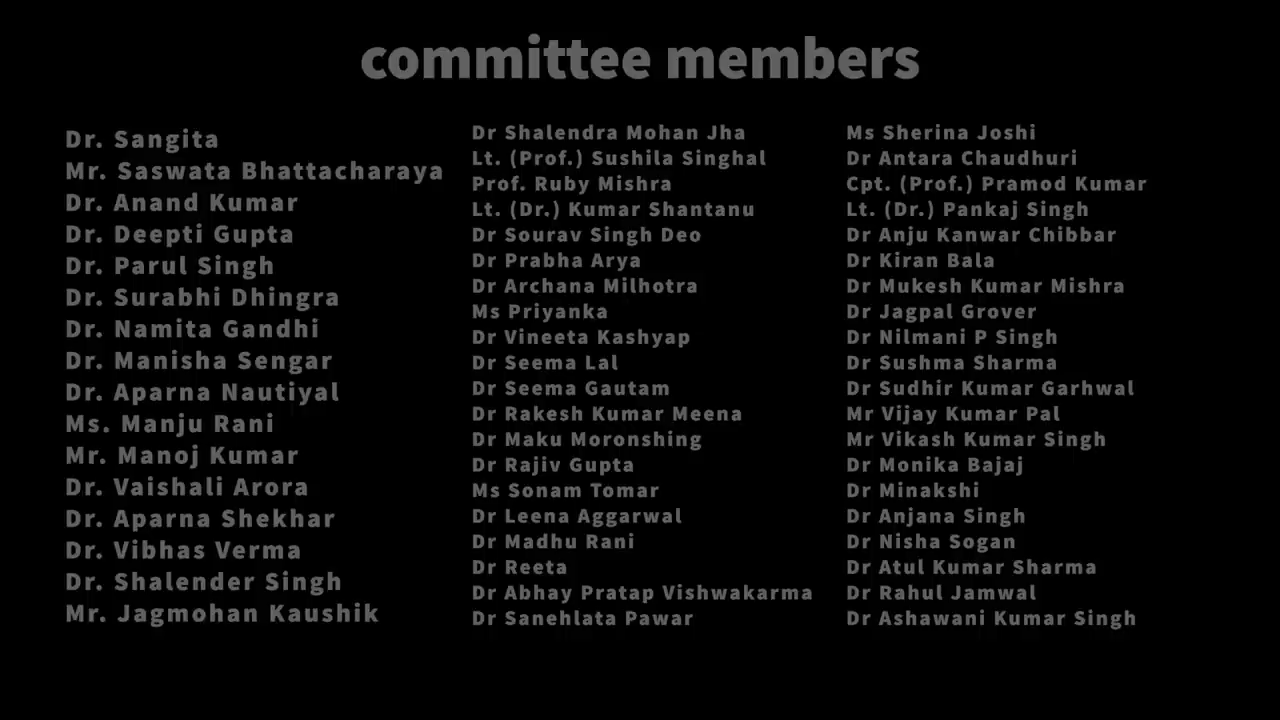 committee members
Dr. Sangita
Mr. Saswata Bhattacharaya
Dr. Anand Kumar
Dr. Deepti Gupta
Dr. Parul Singh
Dr. Surabhi Dhingra
Dr. Namita Gandhi
Dr. Manisha Sengar
Dr. Aparna Nautiyal
Ms. Manju Rani
Mr. Manoj Kumar
Dr. Vaishali Arora
Dr. Aparna Shekhar
Dr. Vibhas Verma
Dr. Shalender Singh
Mr. Jagmohan Kaushik
Dr Shalendra Mohan Jha
Lt. (Prof.) Sushila Singhal
Prof. Ruby Mishra
Lt. (Dr.) Kumar Shantanu
Dr Sourav Singh Deo
Dr Prabha Arya
Dr Archana Milhotra
Ms Priyanka
Dr Vineeta Kashyap
Dr Seema Lal
Dr Seema Gautam
Dr Rakesh Kumar Meena
Dr Maku Moronshing
Dr Rajiv Gupta
Ms Sonam Tomar
Dr Leena Aggarwal
Dr Madhu Rani
Dr Reeta
Dr Abhay Pratap Vishwakarma
Dr Sanehlata Pawar
Ms Sherina Joshi
Dr Antara Chaudhuri
Cpt. (Prof.) Pramod Kumar
Lt. (Dr.) Pankaj Singh
Dr Anju Kanwar Chibbar
Dr Kiran Bala
Dr Mukesh Kumar Mishra
Dr Jagpal Grover
Dr Nilmani P Singh
Dr Sushma Sharma
Dr Sudhir Kumar Garhwal
Mr Vijay Kumar Pal
Mr Vikash Kumar Singh
Dr Monika Bajaj
Dr Minakshi
Dr Anjana Singh
Dr Nisha Sogan
Dr Atul Kumar Sharma
Dr Rahul Jamwal
Dr Ashawani Kumar Singh